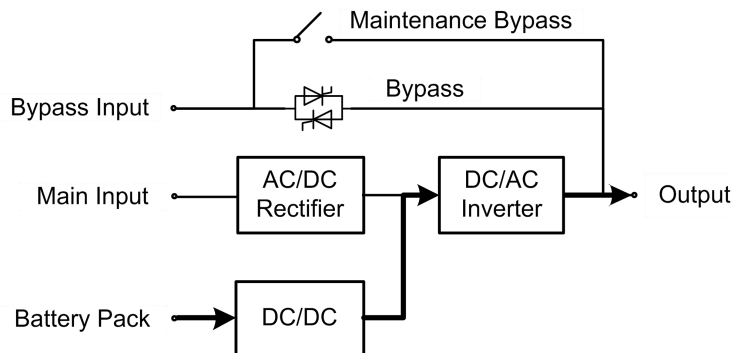 Maintenance Bypass
Bypass
Bypass Input
AC/DC
Rectifier
DC/AC
Inverter
Main Input
Output
Battery Pack
DC/DC